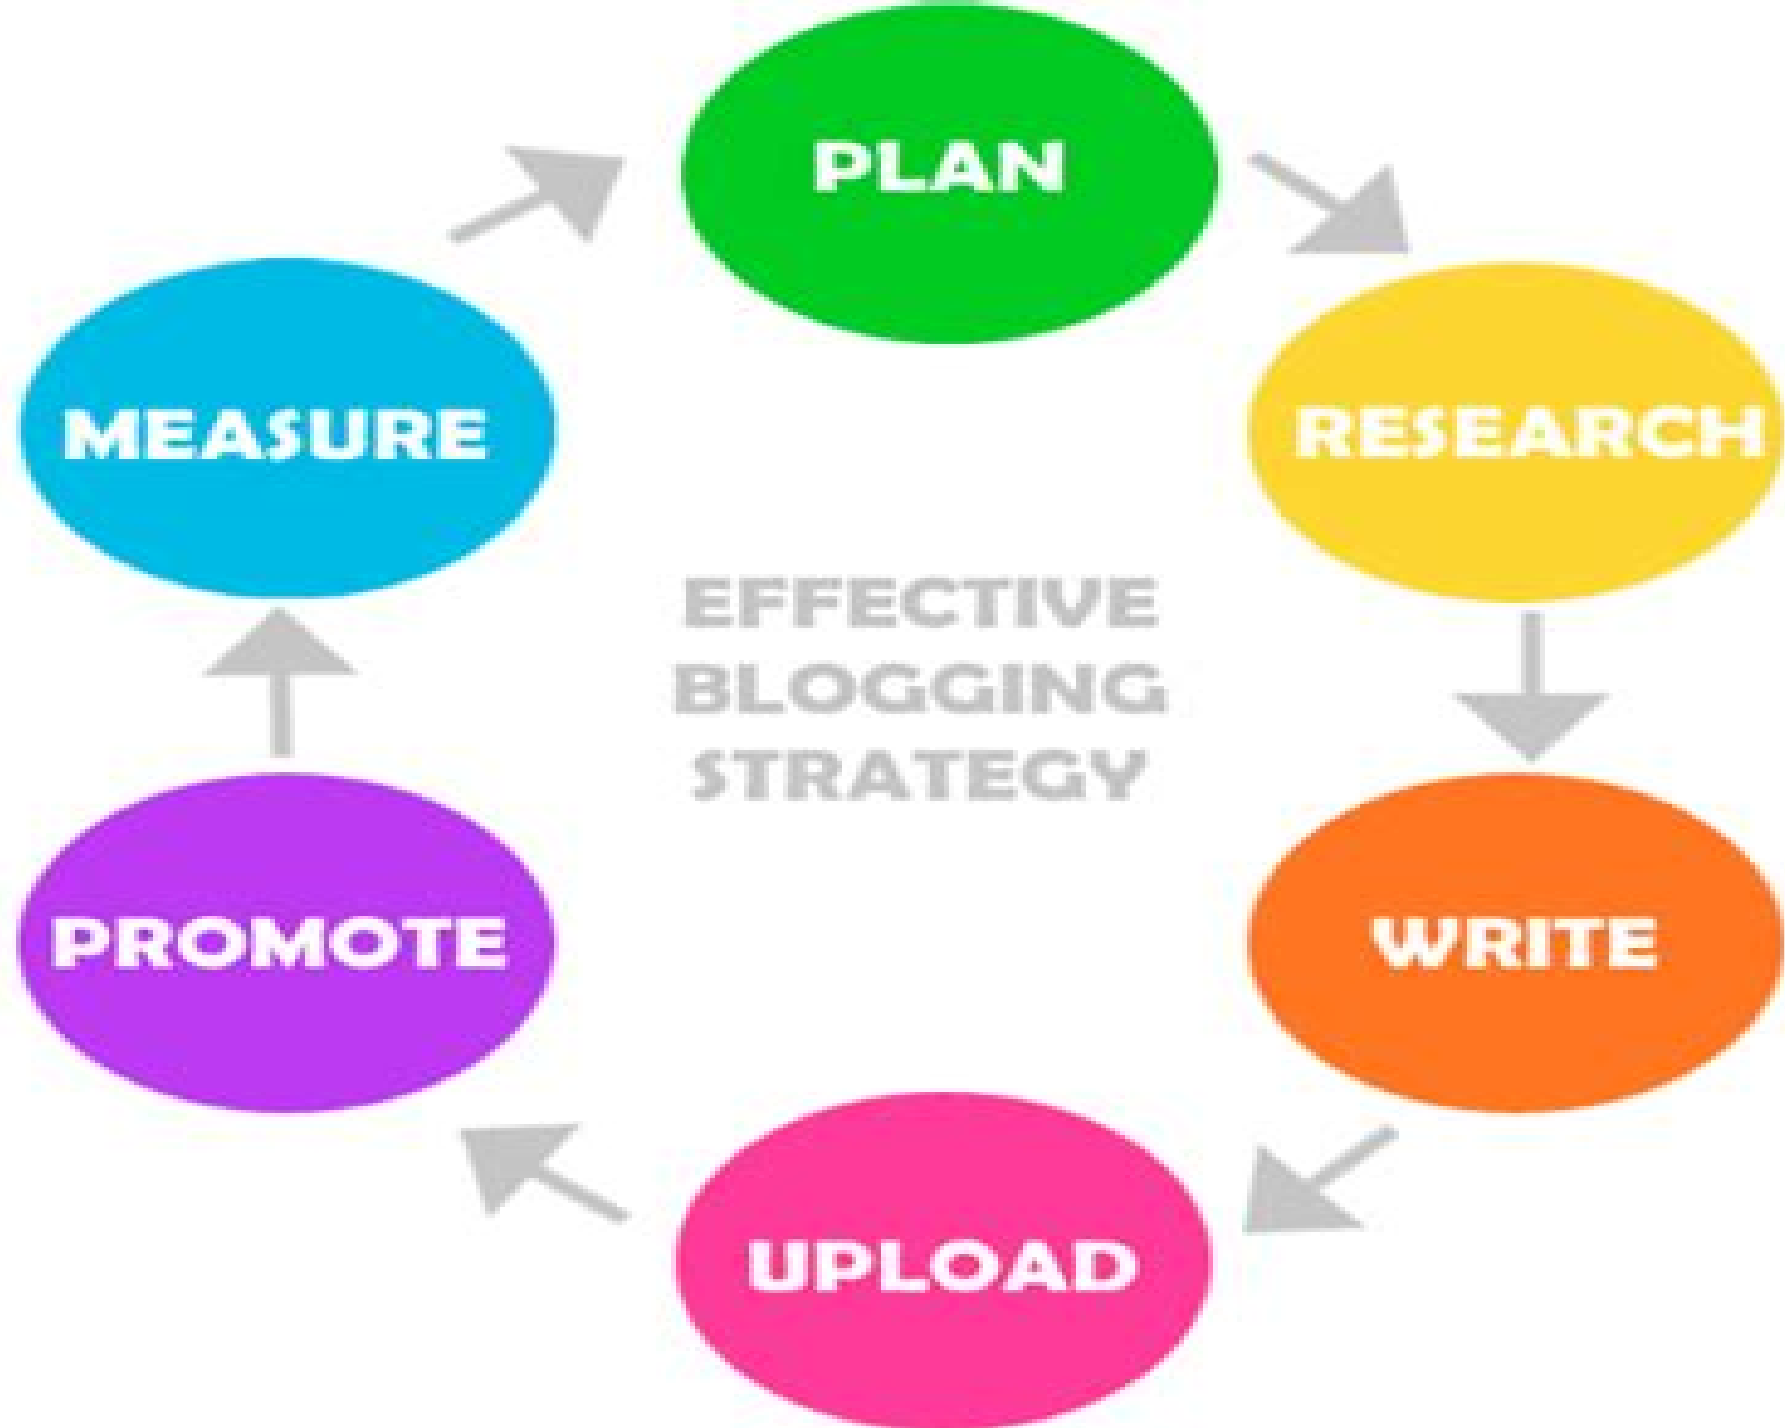 PLAN
MEASURE
RESEARCH
EFFECTIVE
BLOGGING
STRATEGY
PROMOTE
WRITE
UPLOAD